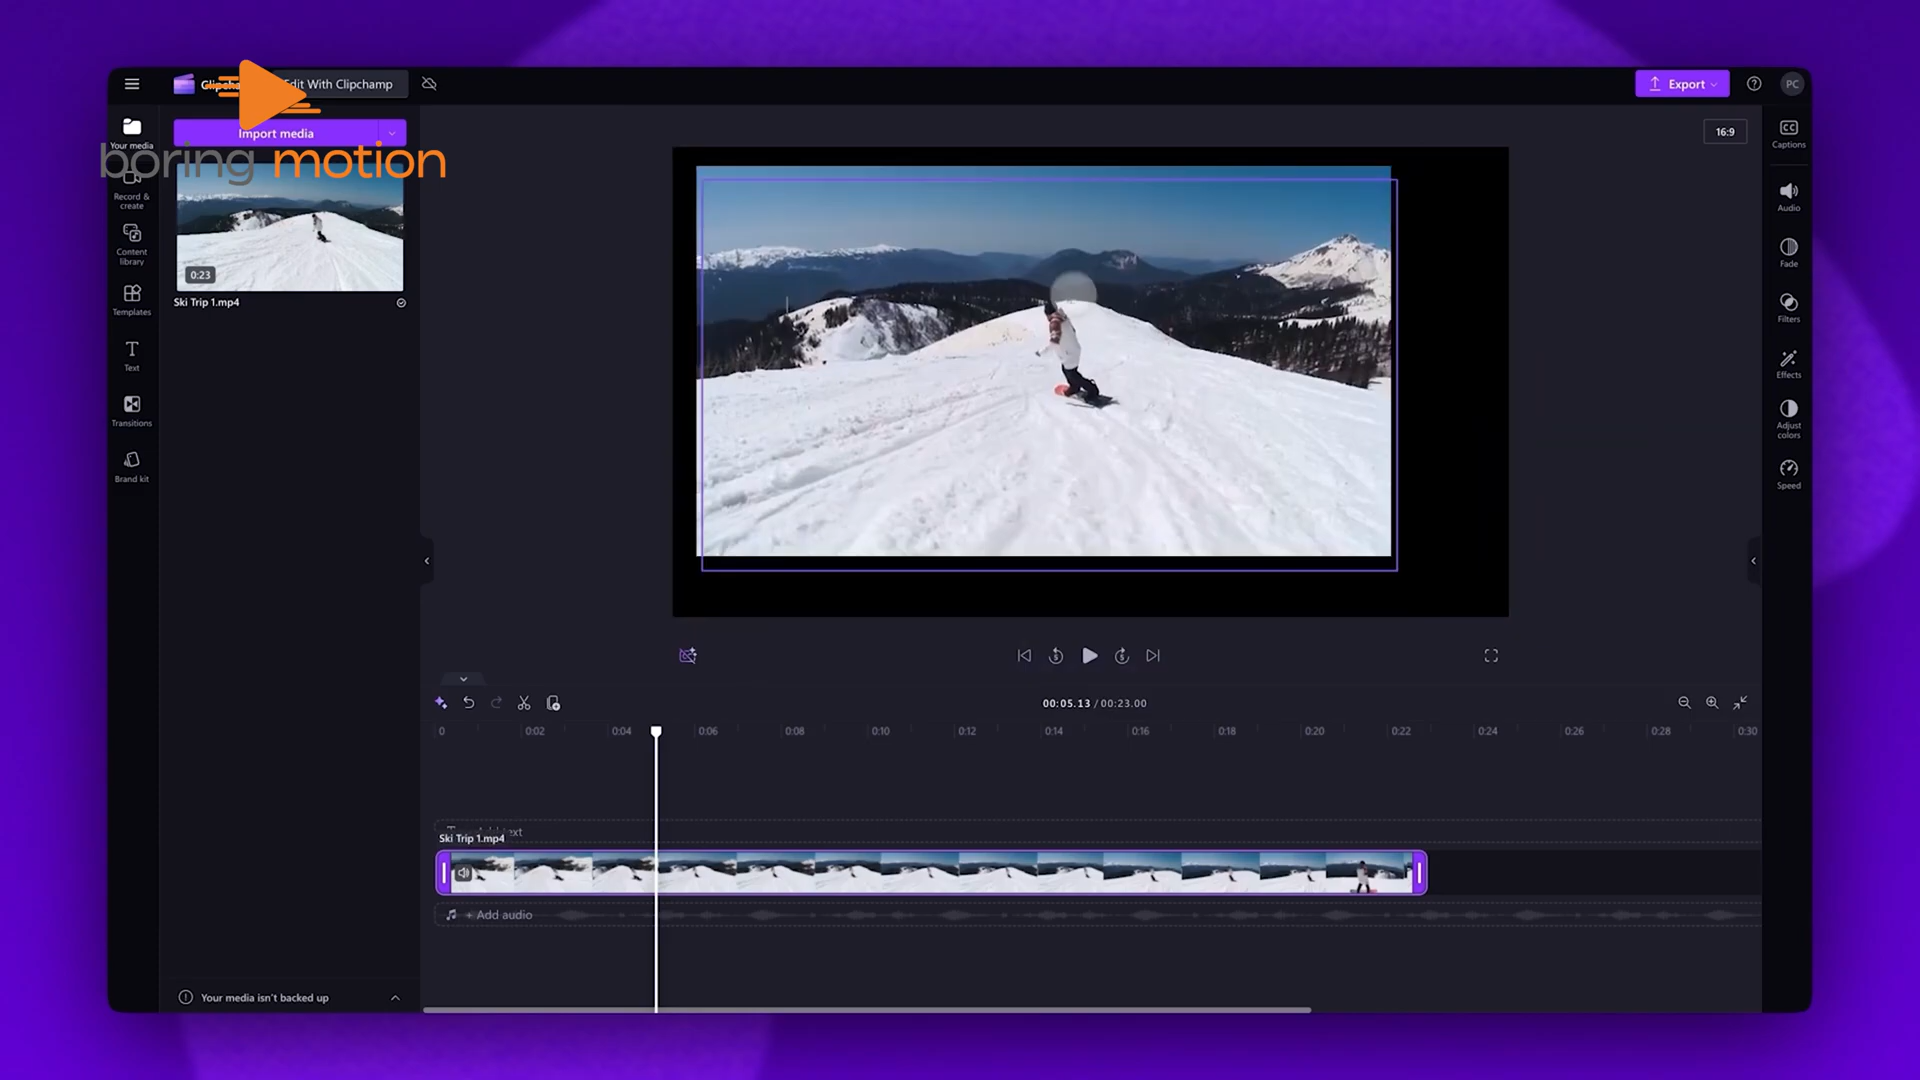 Clipcha
Edit With Clipchamp
Export
PC
Import media
boring motion
16:9
Your media
Record &
create
Content
library
Templates
Text
Transitions
Brand kit
0:23
Ski Trip 1.mp4
CC
Captions
Audio
Fade
Filters
Effects
Adjust
colors
Speed
5
5
00:05.13 / 00:23.00
0 0:02 0:04 0:06 0:08 0:10 0:12 0:14 0:16 0:18 0:20 0:22 0:24 0:26 0:28 0:30
Ski Trip 1.mp4
+ Add audio
Your media isn't backed up